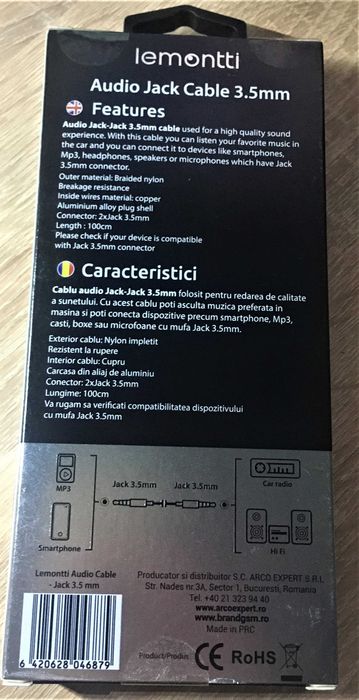 lemontti
Audio Jack Cable 3.5mm
Features
Audio Jack-Jack 3.5mm cable used for a high quality sound
experience. With this cable you can listen your favorite music in
the car and you can connect it to devices like smartphones,
Mp3, headphones, speakers or microphones which have Jack
3.5mm connector.
Outer material: Braided nylon
Breakage resistance
Inside wires material: copper
Aluminium alloy plug shell
Connector: 2xJack 3.5mm
Length : 100cm
Please check if your device is compatible
with Jack 3.5mm connector
Caracteristici
Cablu audio Jack-Jack 3.5mm folosit pentru redarea de calitate
a sunetului. Cu acest cablu poti asculta muzica preferata in
masina si poti conecta dispozitive precum smartphone, Mp3,
casti, boxe sau microfoane cu mufa Jack 3.5mm.
Exterior cablu: Nylon impletit
Rezistent la rupere
Interior cablu: Cupru
Carcasa din aliaj de aluminiu
Conector: 2xJack 3.5mm
Lungime: 100cm
Va rugam sa verificati compatibilitatea dispozitivului
cu mufa Jack 3.5mm
MP3
Jack 3.5mm
Jack 3.5mm
Car radio
Smartphone
Hi Fi
Lemontti Audio Cable
- Jack 3.5 mm
6 420628 046879
Producator si distribuitor S.C. ARCO EXPERT S.R.L
Str. Nades nr.3A, Sector 1, Bucuresti, Romania
Tel. +40 21 323 94 40
www.arcoexpert.ro
www.brandgsm.ro
Made in PRC
Product/Produs
CE RoHS